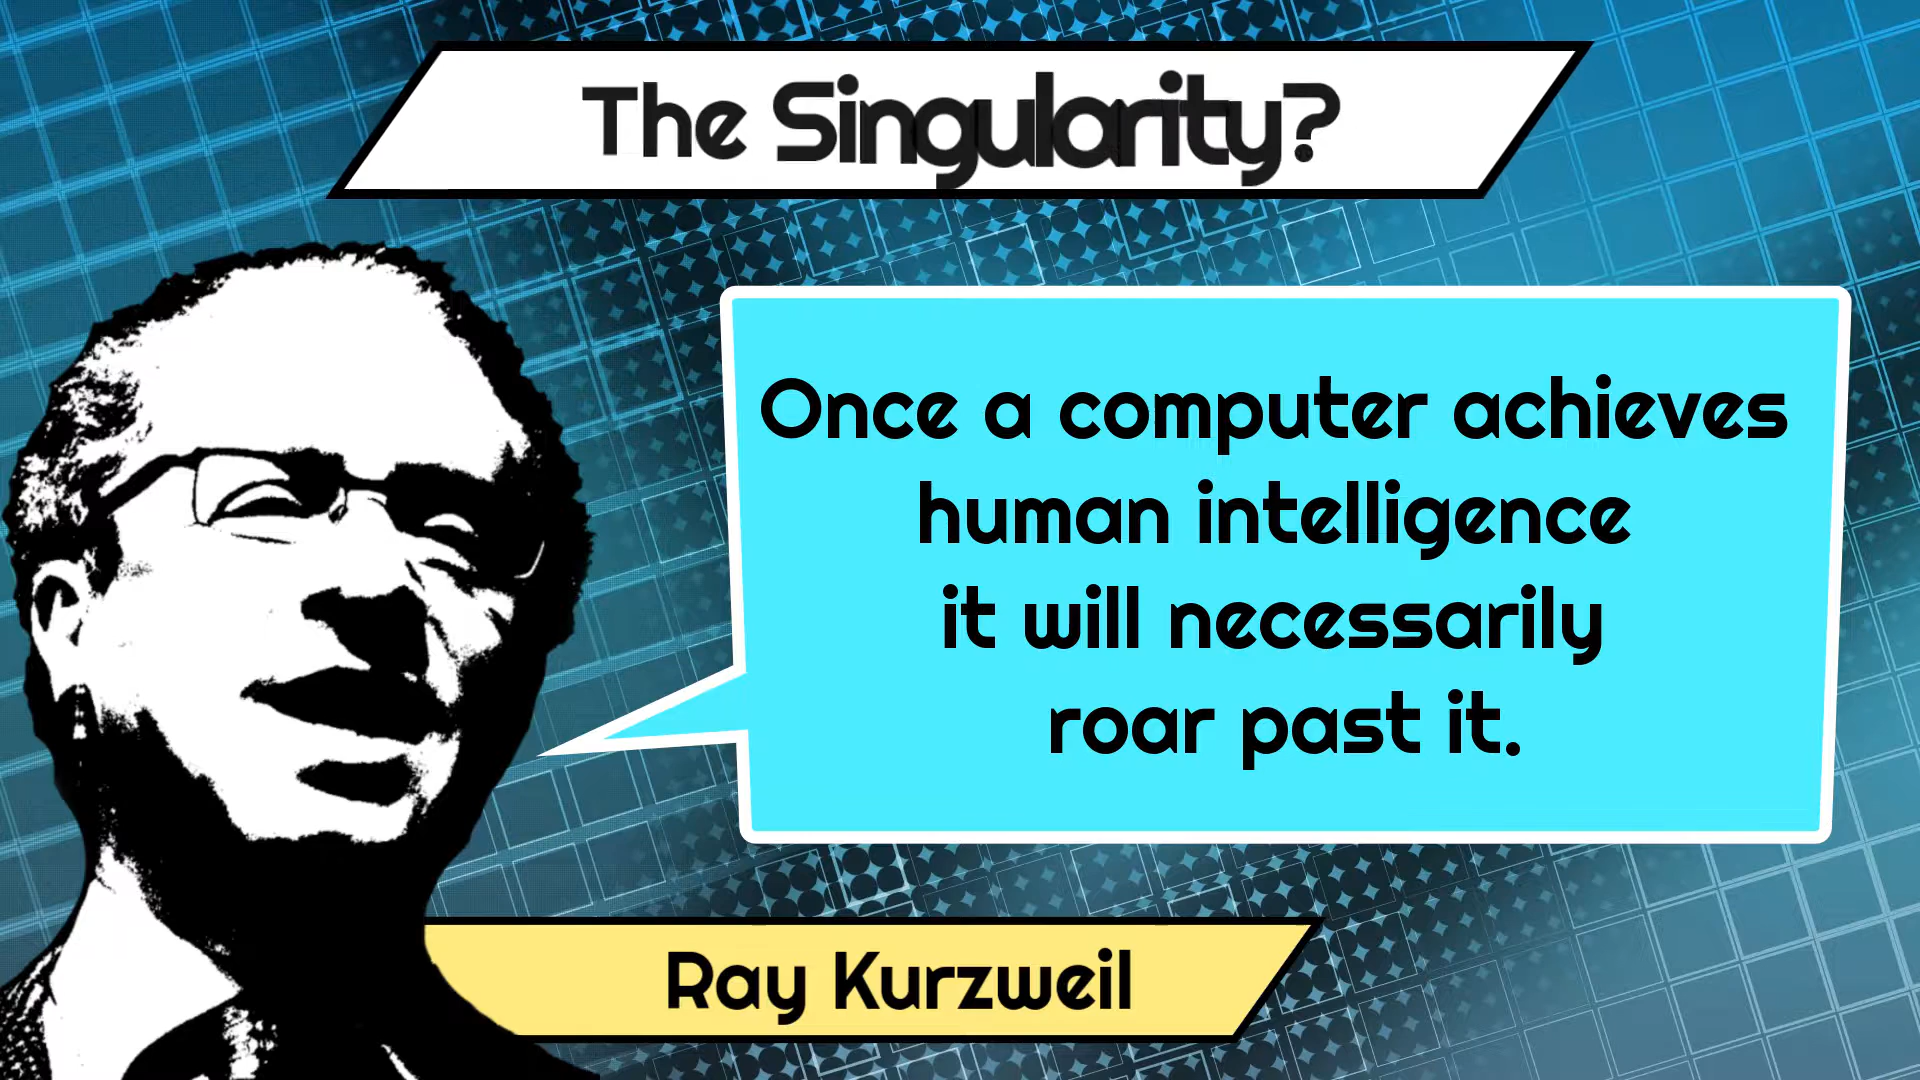 The Singularity?
Once a computer achieves
human intelligence
it will necessarily
roar past it.
Ray Kurzweil